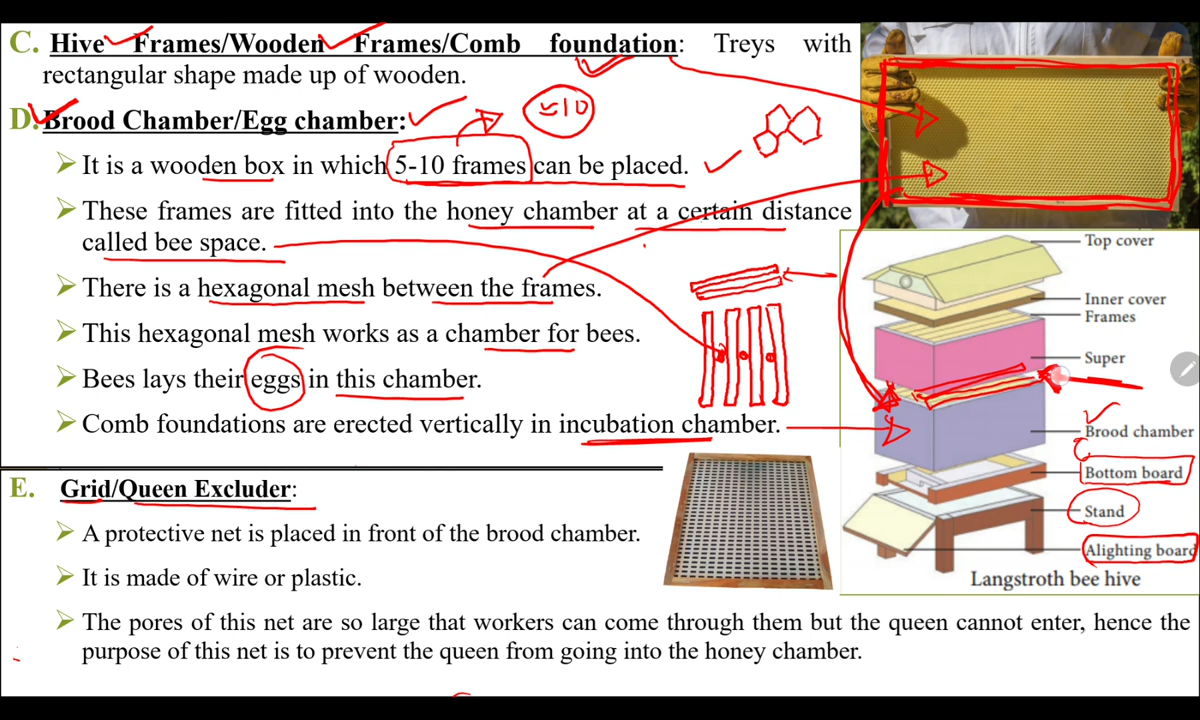 C. Hive Frames/Wooden Frames/Comb foundation: Treys with
rectangular shape made up of wooden.
D. Brood Chamber/Egg chamber:
≈10
➢ It is a wooden box in which 5-10 frames can be placed.
➢ These frames are fitted into the honey chamber at a certain distance
called bee space.
➢ There is a hexagonal mesh between the frames.
➢ This hexagonal mesh works as a chamber for bees.
➢ Bees lays their eggs in this chamber.
➢ Comb foundations are erected vertically in incubation chamber.
Top cover
Inner cover
Frames
Super
Brood chamber
Bottom board
Stand
Alighting board
Langstroth bee hive
E. Grid/Queen Excluder:
➢ A protective net is placed in front of the brood chamber.
➢ It is made of wire or plastic.
➢ The pores of this net are so large that workers can come through them but the queen cannot enter, hence the
purpose of this net is to prevent the queen from going into the honey chamber.